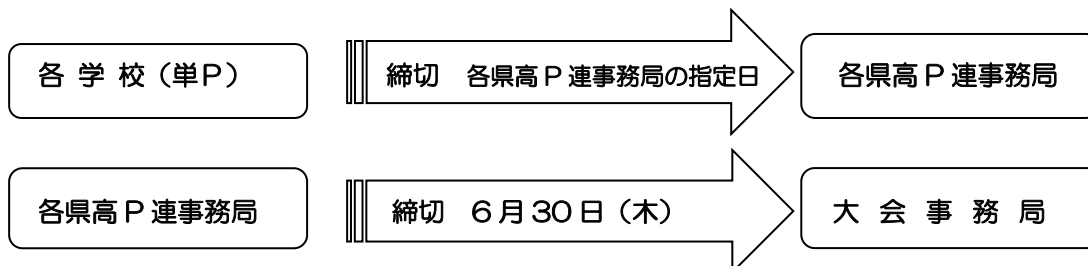 各 学 校（単P）
締切　各県高P連事務局の指定日
各県高P連事務局
各県高P連事務局
締切　6月30日（木）
大 会 事 務 局